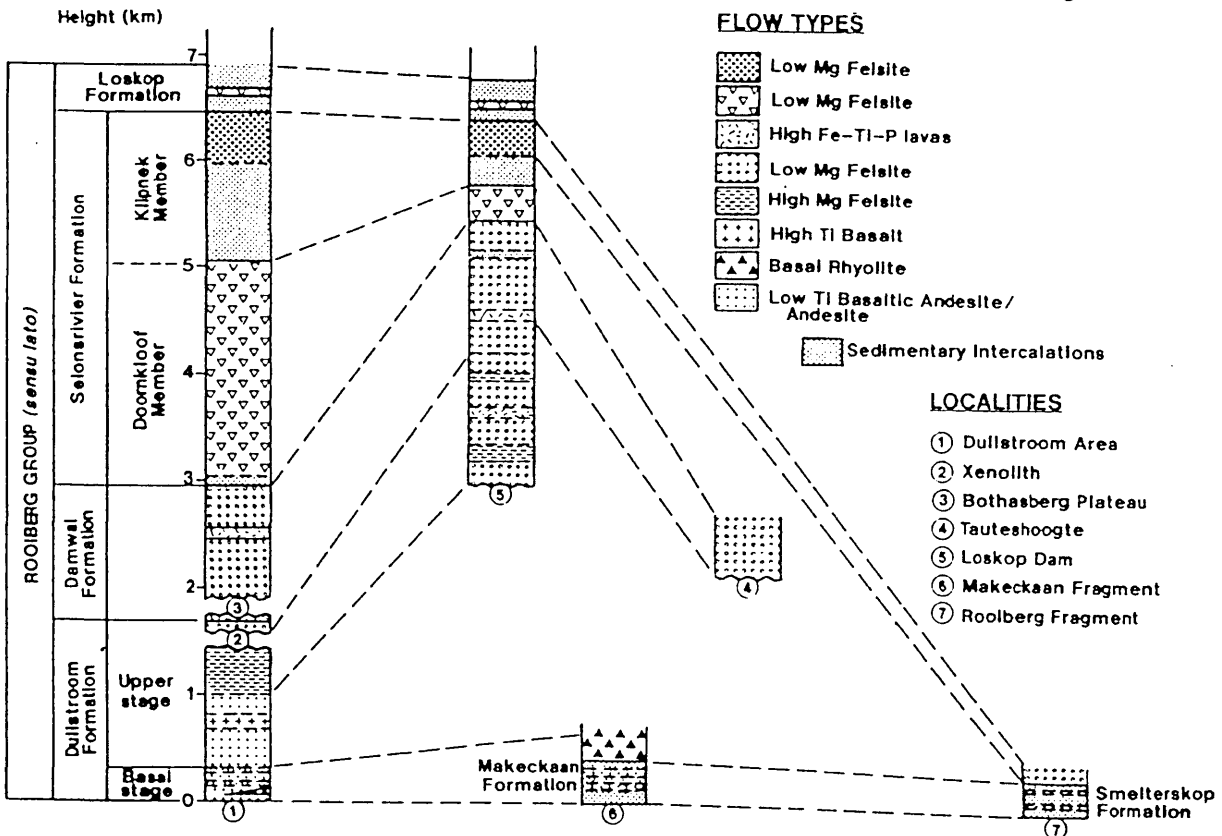 Height (km)
7
6
5
4
3
2
1
0
ROOIBERG GROUP (sensu lato)
Loskop
Formation
Selonsrivier Formation
Klipnek
Member
Doornkloof
Member
Damwal
Formation
Dullstroom
Formation
Upper
stage
Basal
stage
3
2
1
5
4
Makeckaan
Formation
6
Smelterskop
Formation
7
FLOW TYPES
Low Mg Felsite
Low Mg Felsite
High Fe-Ti-P lavas
Low Mg Felsite
High Mg Felsite
High Ti Basalt
Basal Rhyolite
Low Ti Basaltic Andesite/
Andesite
Sedimentary Intercalations
LOCALITIES
1 Dullstroom Area
2 Xenolith
3 Bothasberg Plateau
4 Tauteshoogte
5 Loskop Dam
6 Makeckaan Fragment
7 Rooiberg Fragment